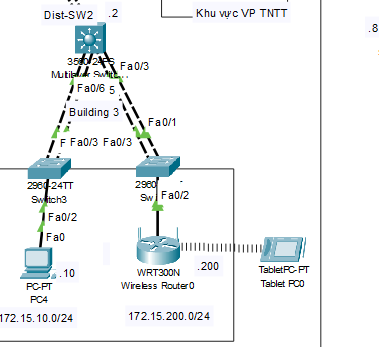 Dist-SW2
.2
Khu vực VP TNTT
.8
3560-24PS
Fa0/3
Fa0/6
5
Building 3
Fa0/1
F
Fa0/3
Fa0/3
2960-24TT
Switch3
2960
Sw
Fa0/2
Fa0/2
Fa0
.10
PC-PT
PC4
WRT300N
Wireless Router0
.200
TabletPC-PT
Tablet PC0
172.15.10.0/24
172.15.200.0/24